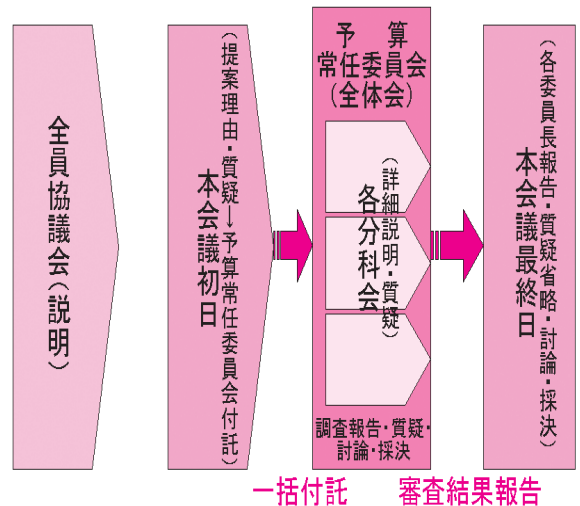 全員協議会(説明)
本会議初日
(提案理由・質疑→予算常任委員会付託)
予算
常任委員会
(全体会)
各分科会
(詳細説明・質疑)
調査報告・質疑・
討論・採決
本会議最終日
(各委員長報告・質疑省略・討論・採決)
一括付託
審査結果報告